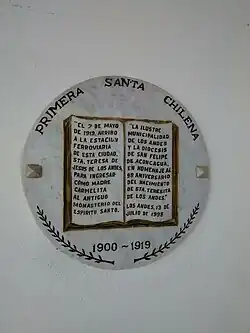 PRIMERA SANTA CHILENA
"EL 7 DE MAYO
DE 1919, ARRIBO
A LA ESTACION
FERROVIARIA
DE ESTA CIUDAD,
STA. TERESA DE
JESUS DE LOS ANDES,
PARA INGRESAR
COMO MADRE
CARMELITA
AL ANTIGUO
MONASTERIO DEL
ESPIRITU SANTO.
"LA ILUSTRE
MUNICIPALIDAD
DE LOS ANDES
Y LA DIOCESIS
DE SAN FELIPE
DE ACONCAGUA,
EN HOMENAJE AL
98 ANIVERSARIO
DEL NACIMIENTO
DE STA. TERESITA
DE LOS ANDES."
LOS ANDES, 13 DE
JULIO DE 1998
1900 ~ 1919